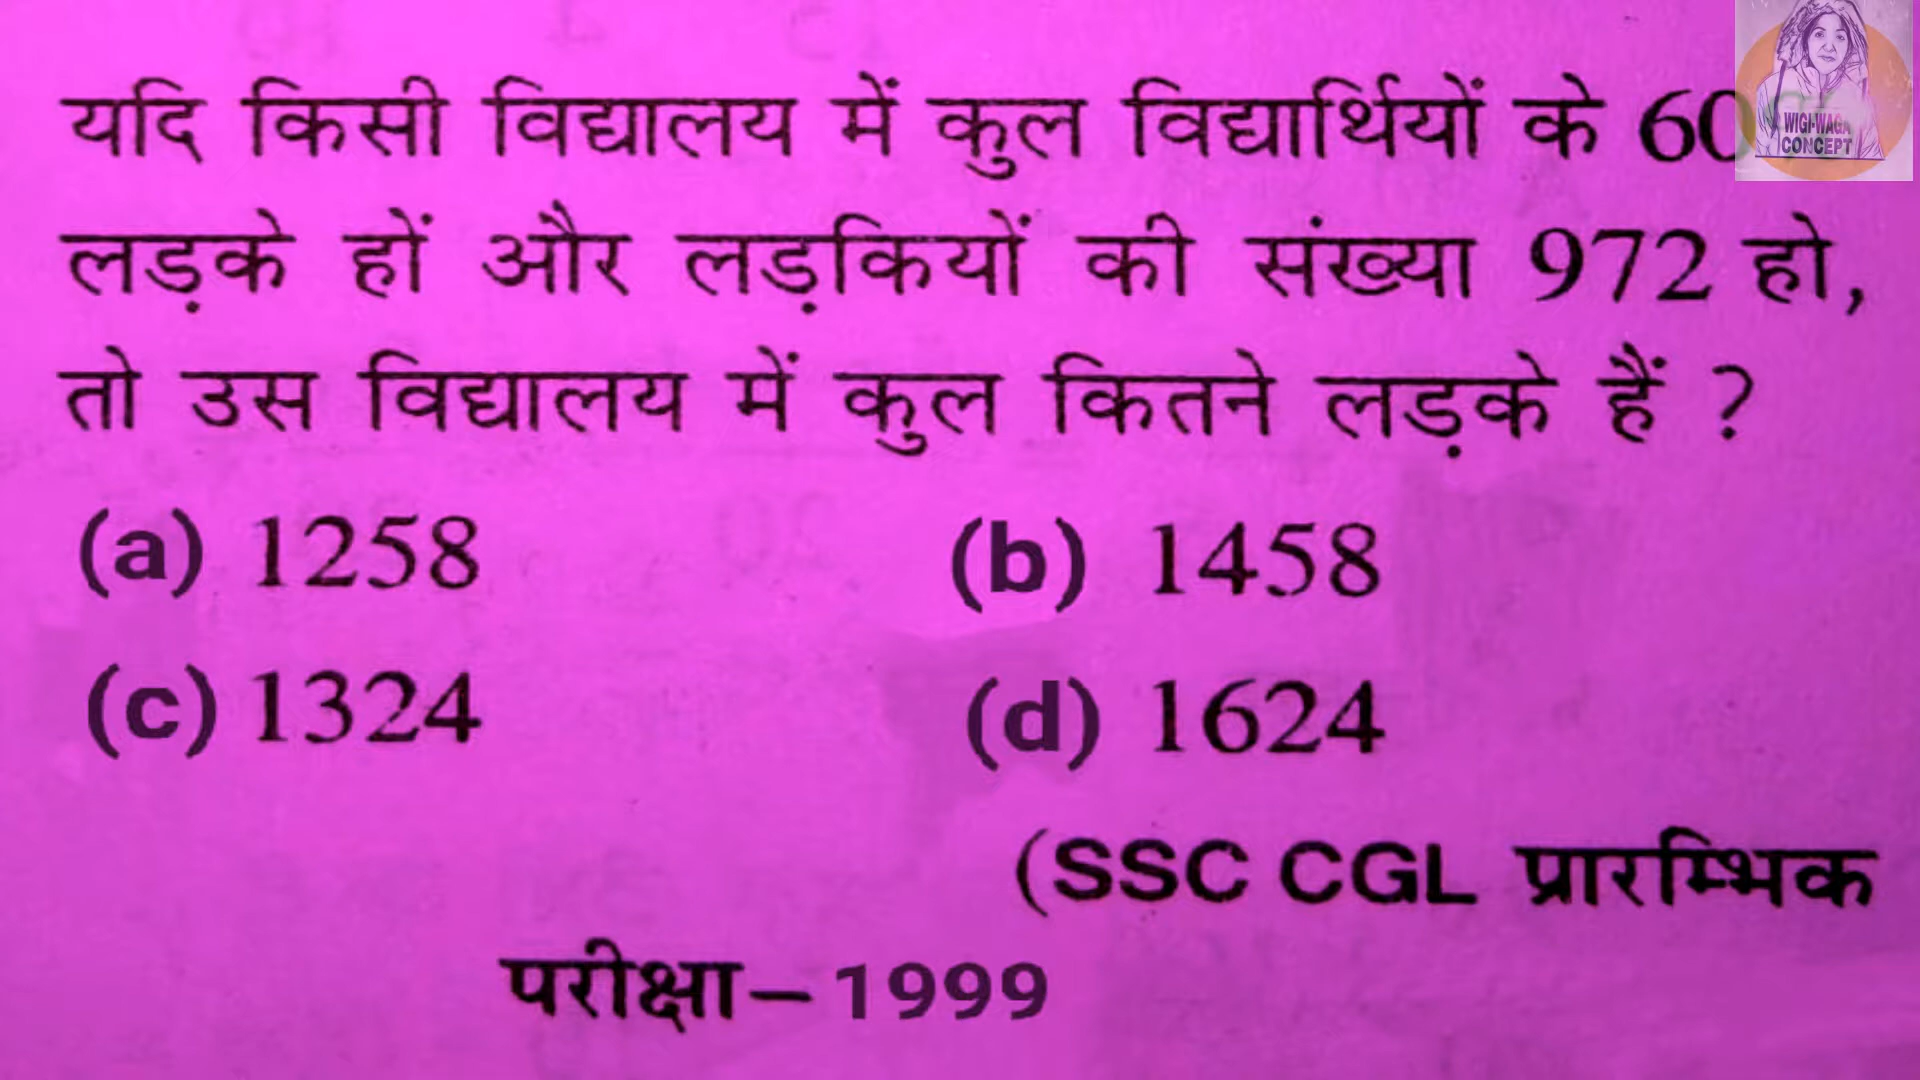 यदि किसी विद्यालय में कुल विद्यार्थियों के 60
लड़के हों और लड़कियों की संख्या 972 हो,
तो उस विद्यालय में कुल कितने लड़के हैं ?
(a) 1258 (b) 1458
(c) 1324 (d) 1624
(SSC CGL प्रारम्भिक
परीक्षा–1999
WIGI-WAGA
CONCEPT